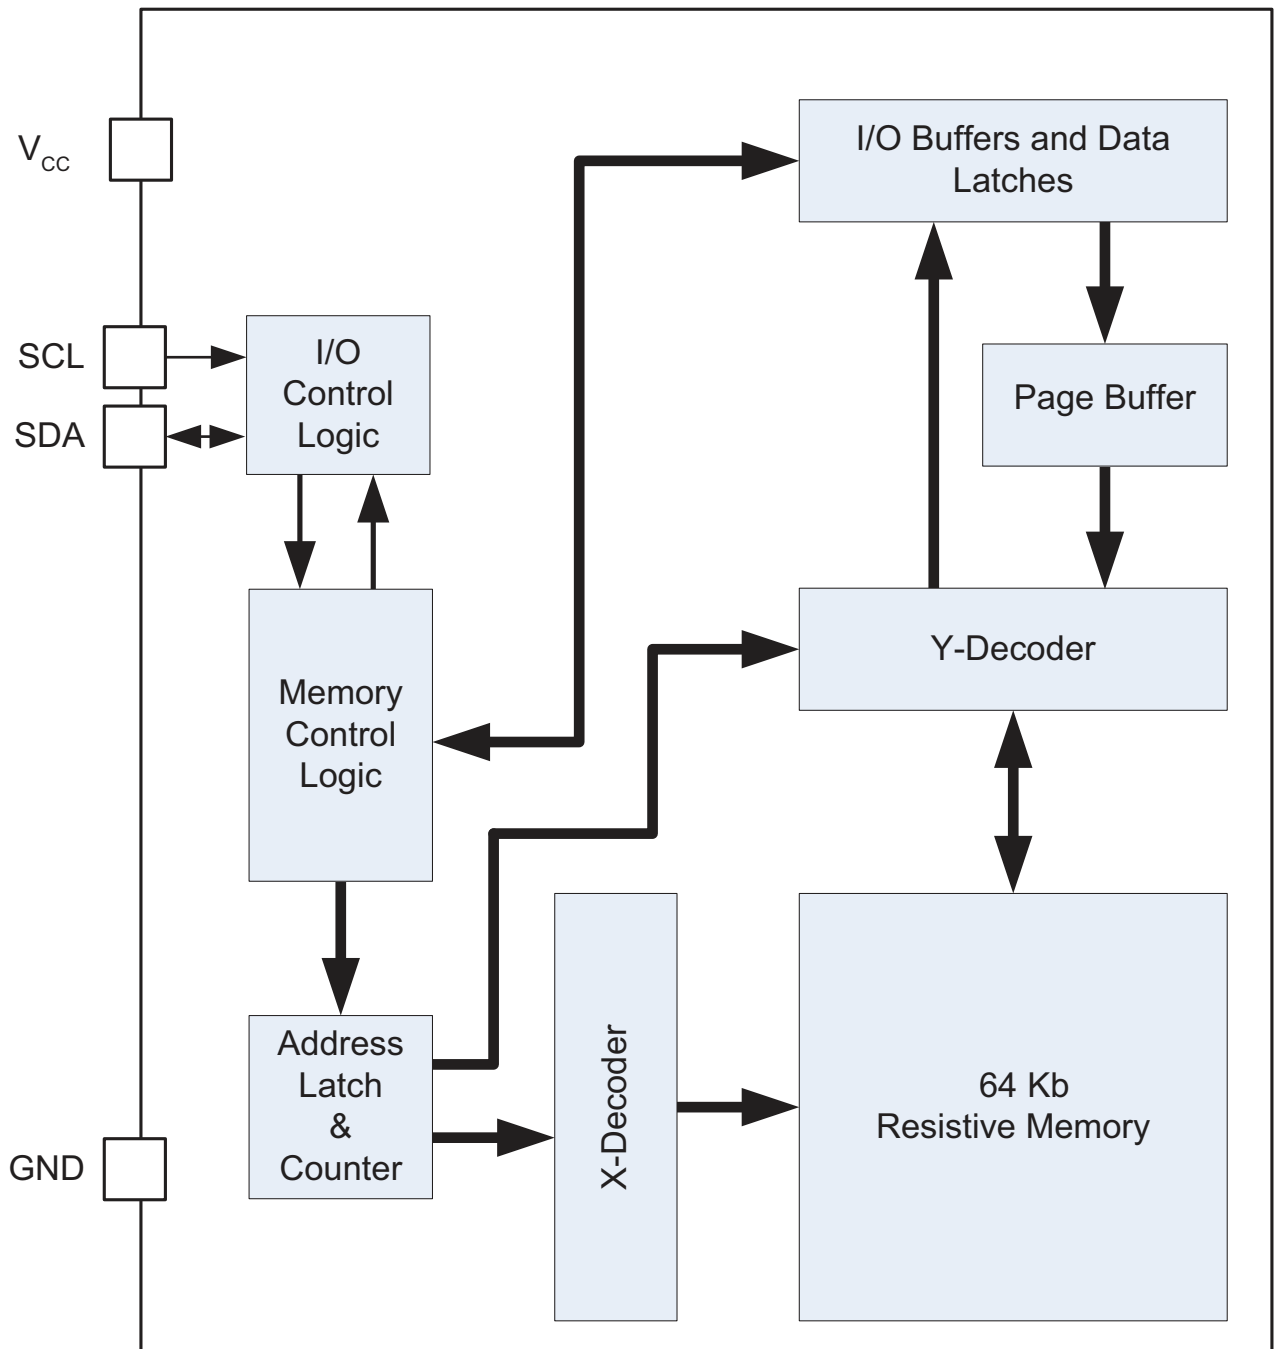 V_CC
I/O Buffers and Data
Latches
SCL
I/O
Control
Logic
SDA
Page Buffer
Y-Decoder
Memory
Control
Logic
Address
Latch
&
Counter
X-Decoder
64 Kb
Resistive Memory
GND